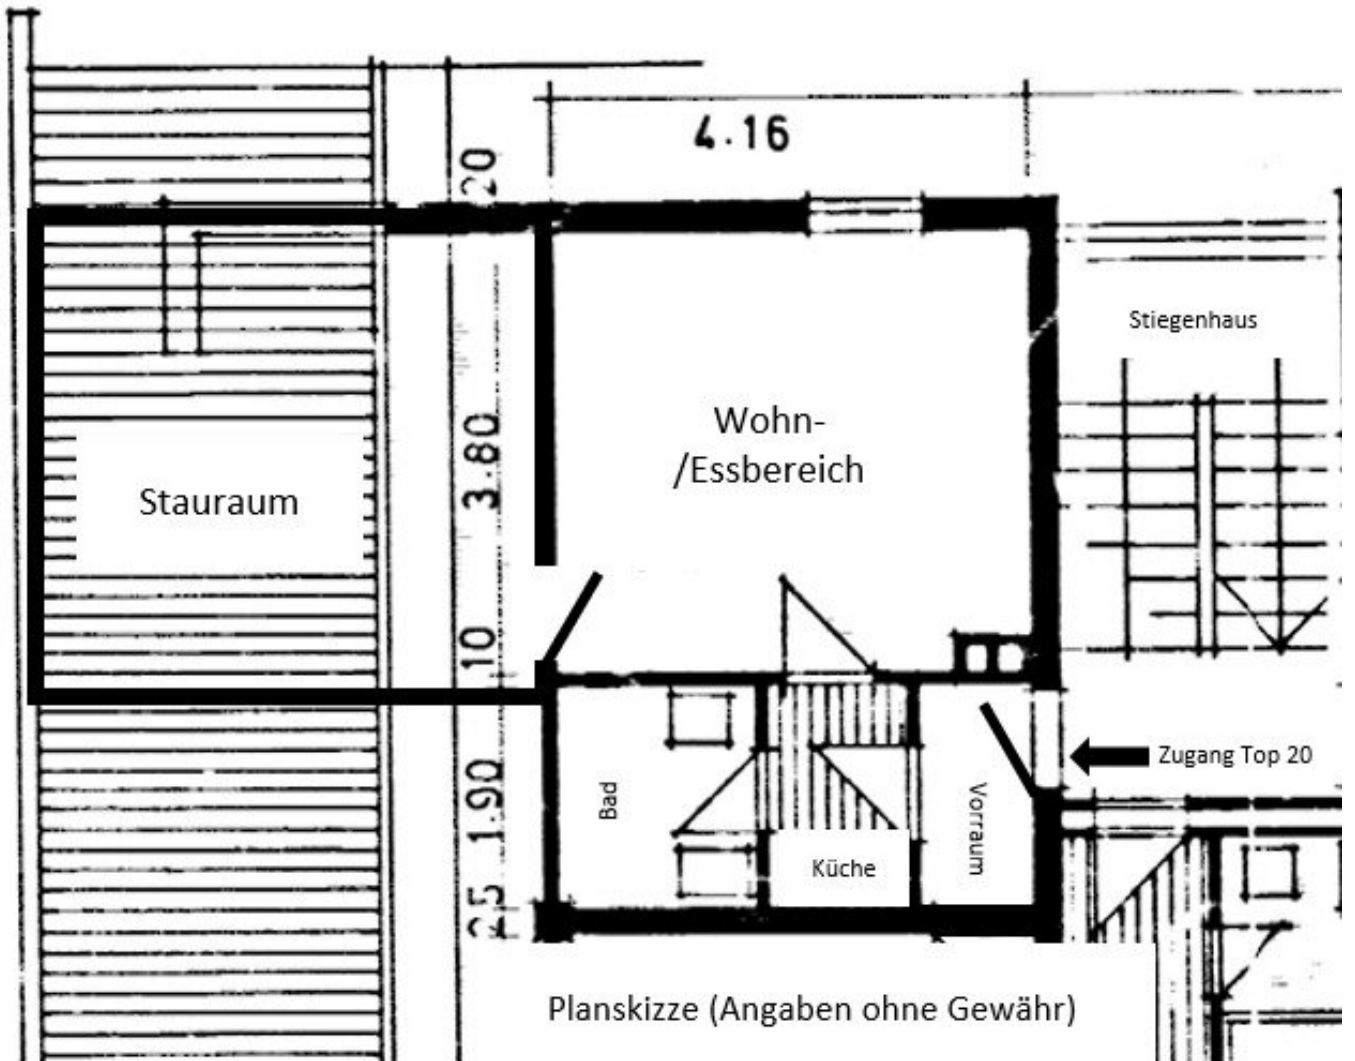 4.16
20
Stiegenhaus
Wohn-
/Essbereich
3.80
Stauraum
10
Zugang Top 20
1.90
Bad
Vorraum
Küche
25
Planskizze (Angaben ohne Gewähr)